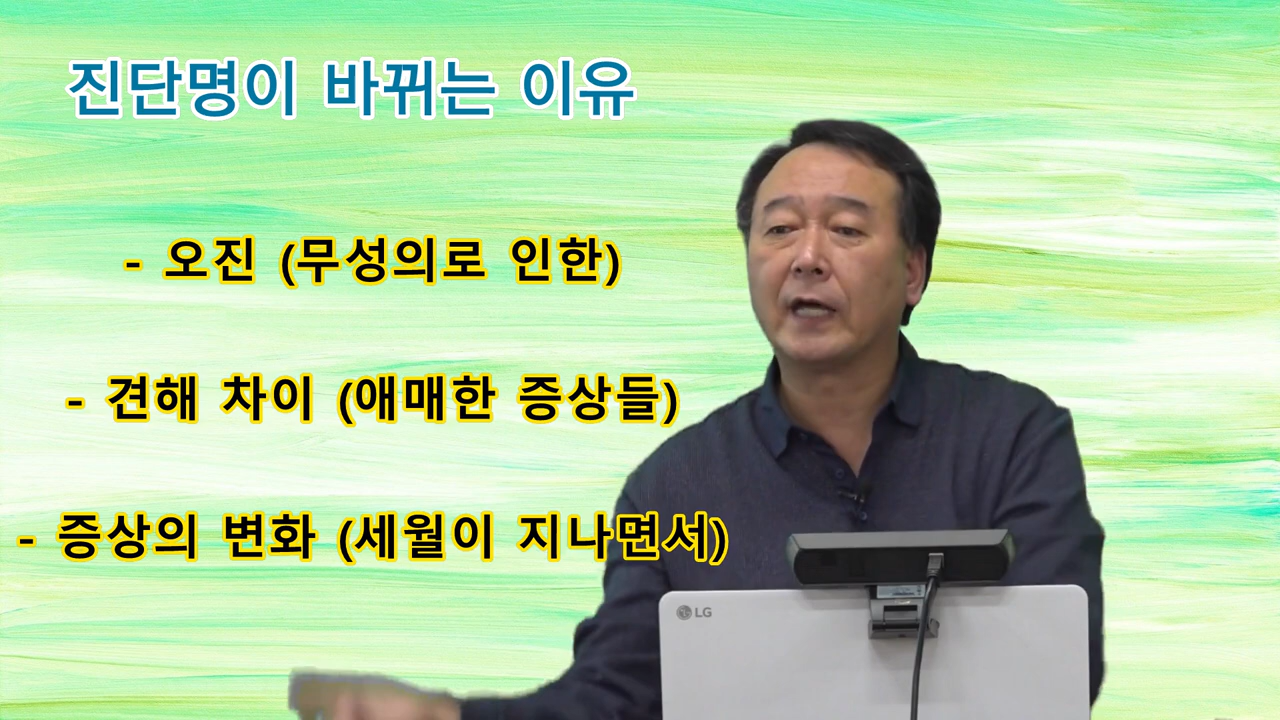 진단명이 바뀌는 이유
- 오진 (무성의로 인한)
- 견해 차이 (애매한 증상들)
- 증상의 변화 (세월이 지나면서)
LG